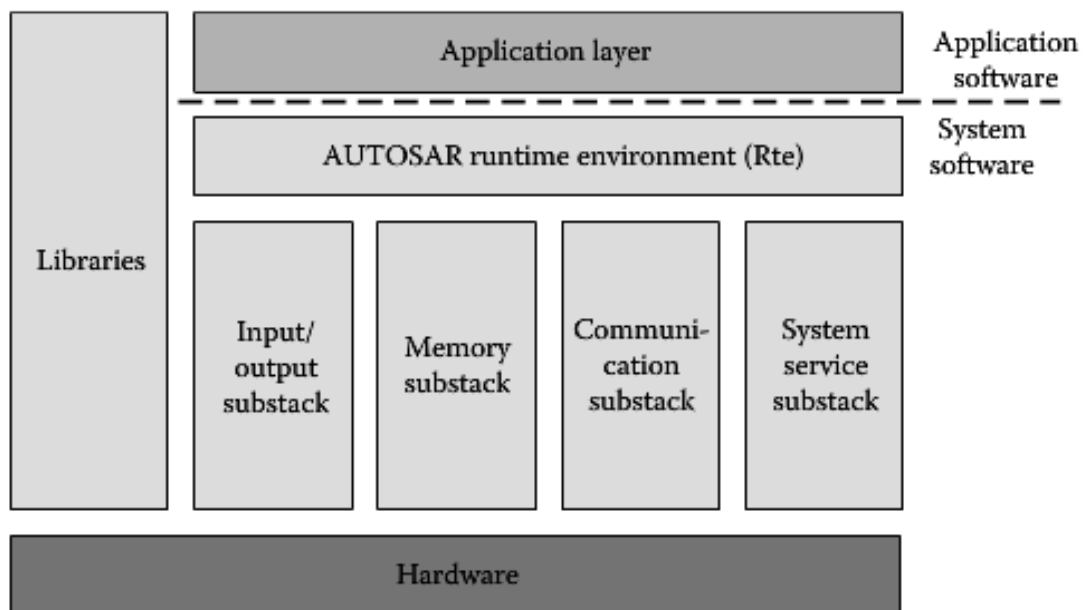 Application layer
Application
software
AUTOSAR runtime environment (Rte)
System
software
Libraries
Input/
output
substack
Memory
substack
Communi-
cation
substack
System
service
substack
Hardware